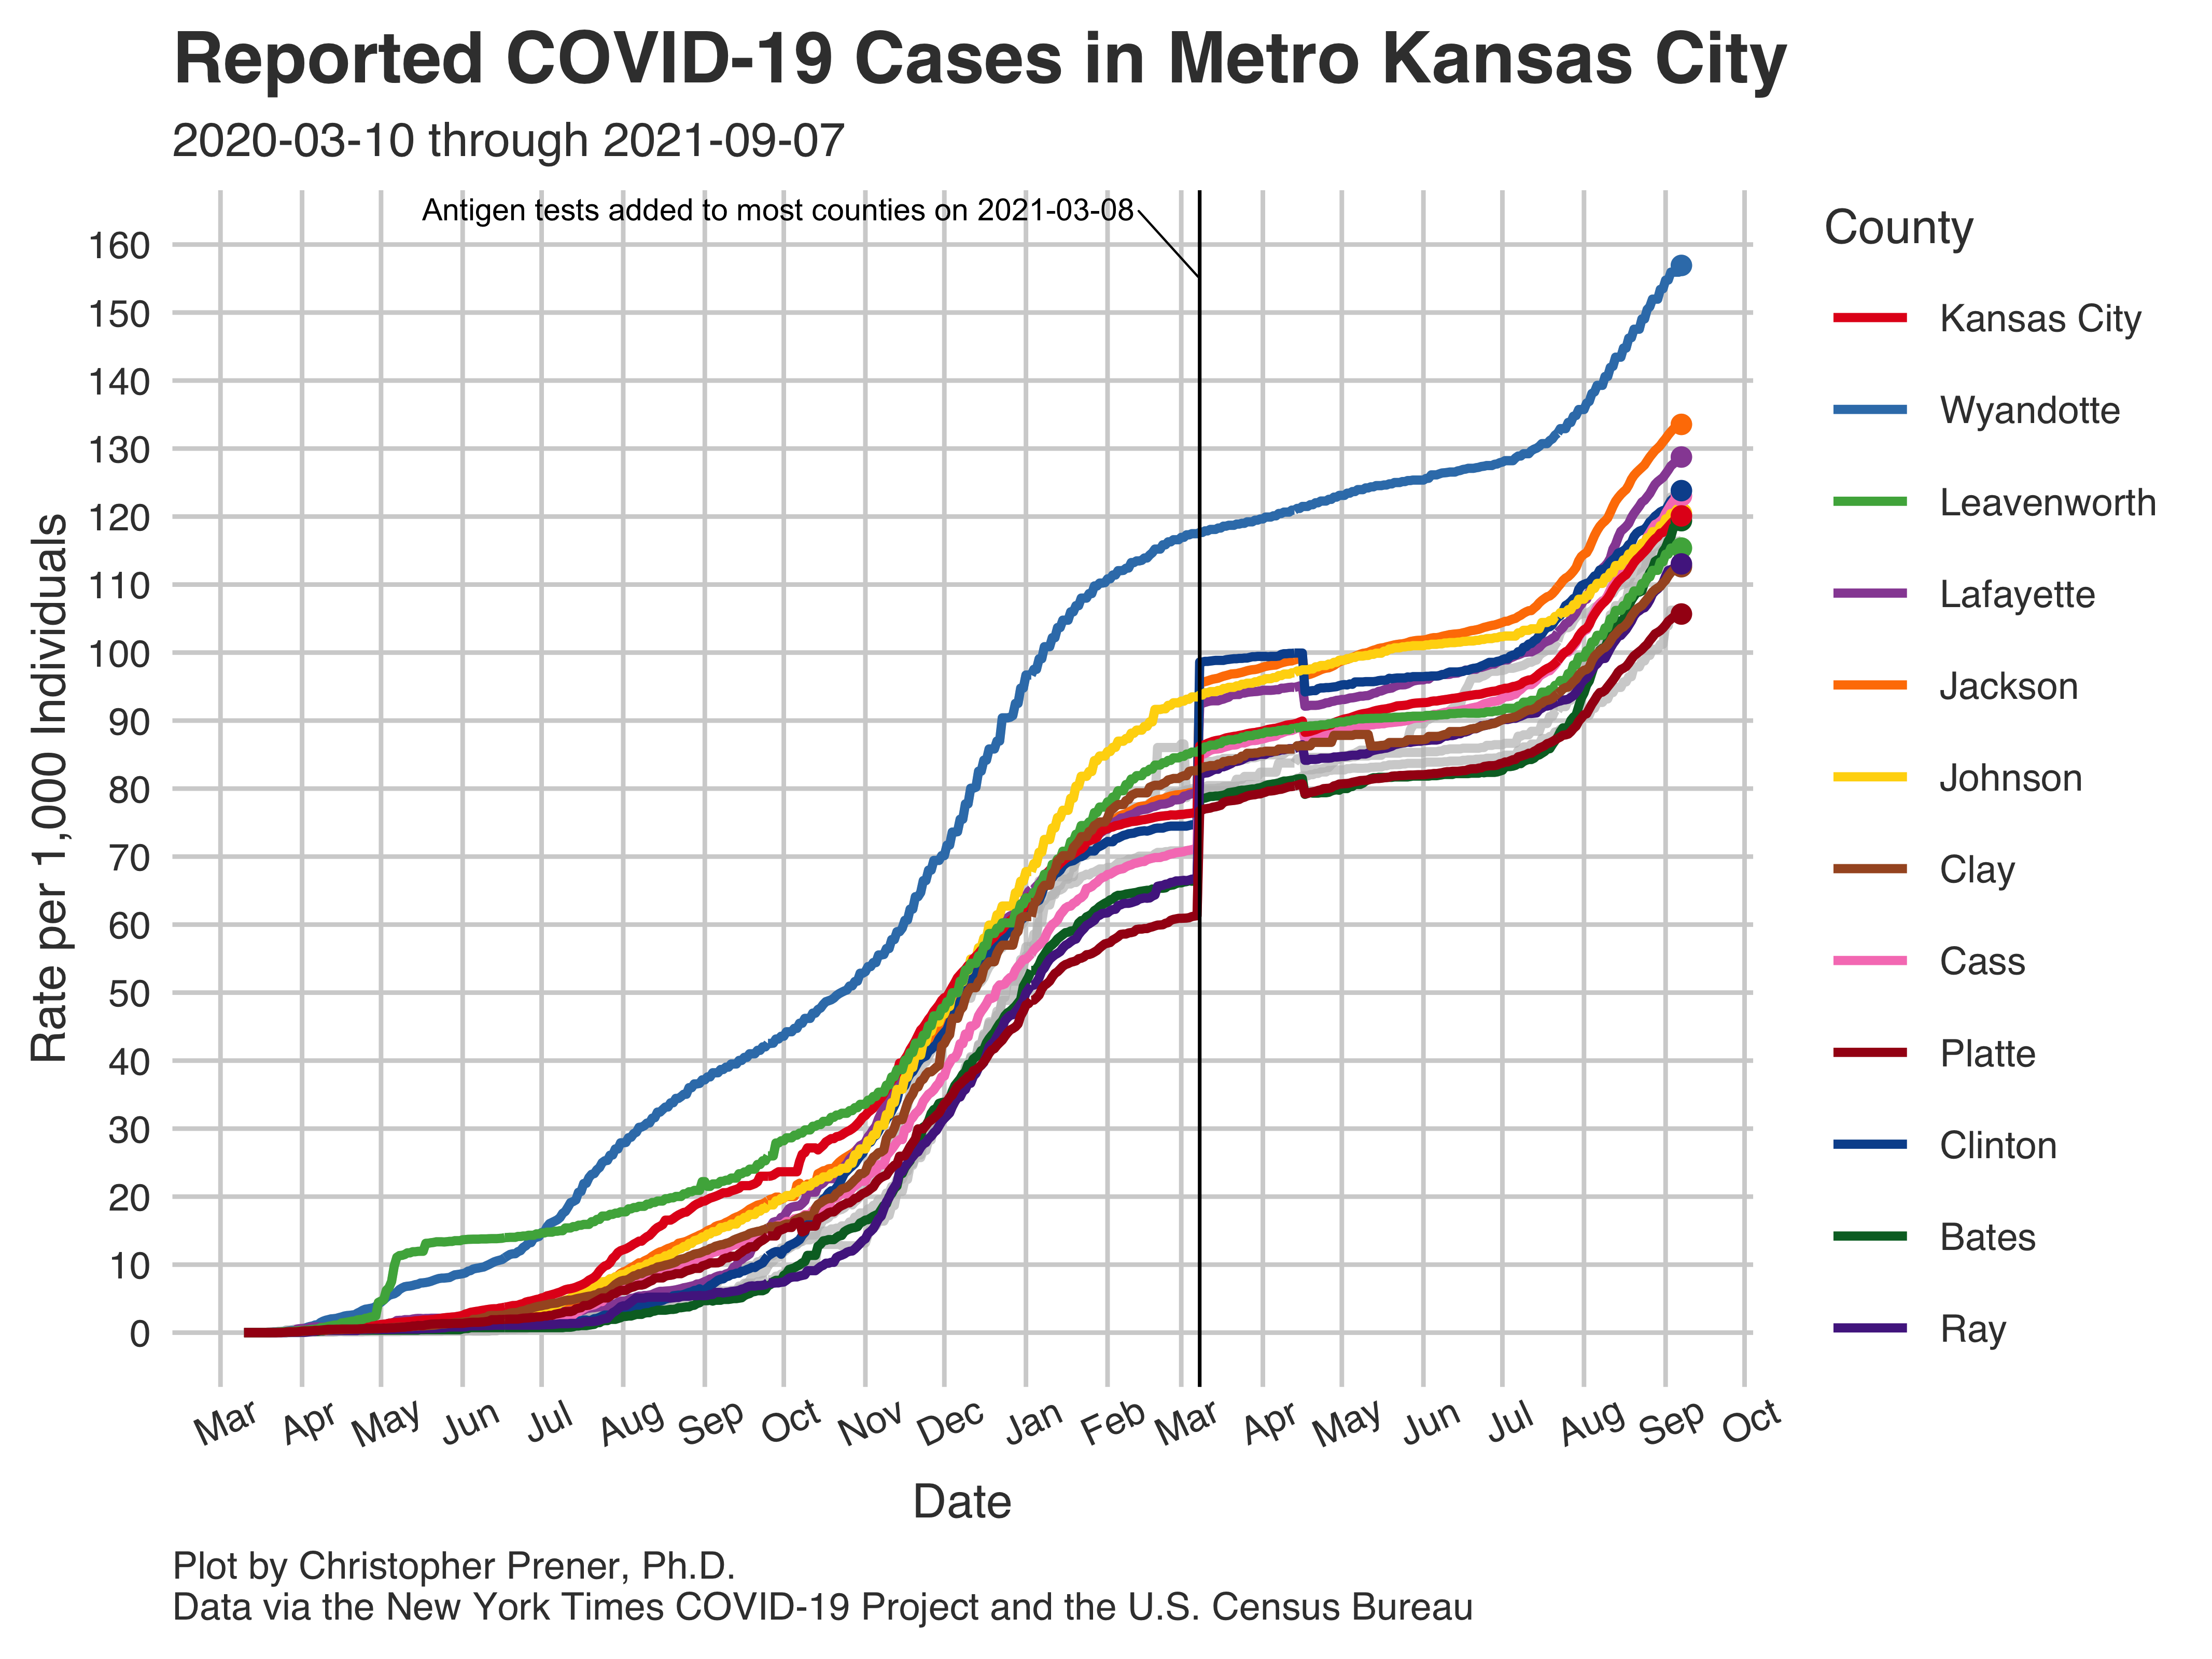 Reported COVID-19 Cases in Metro Kansas City
2020-03-10 through 2021-09-07
Antigen tests added to most counties on 2021-03-08
Rate per 1,000 Individuals
160
150
140
130
120
110
100
90
80
70
60
50
40
30
20
10
0
Mar Apr May Jun Jul Aug Sep Oct Nov Dec Jan Feb Mar Apr May Jun Jul Aug Sep Oct
Date
County
Kansas City
Wyandotte
Leavenworth
Lafayette
Jackson
Johnson
Clay
Cass
Platte
Clinton
Bates
Ray
Plot by Christopher Prener, Ph.D.
Data via the New York Times COVID-19 Project and the U.S. Census Bureau